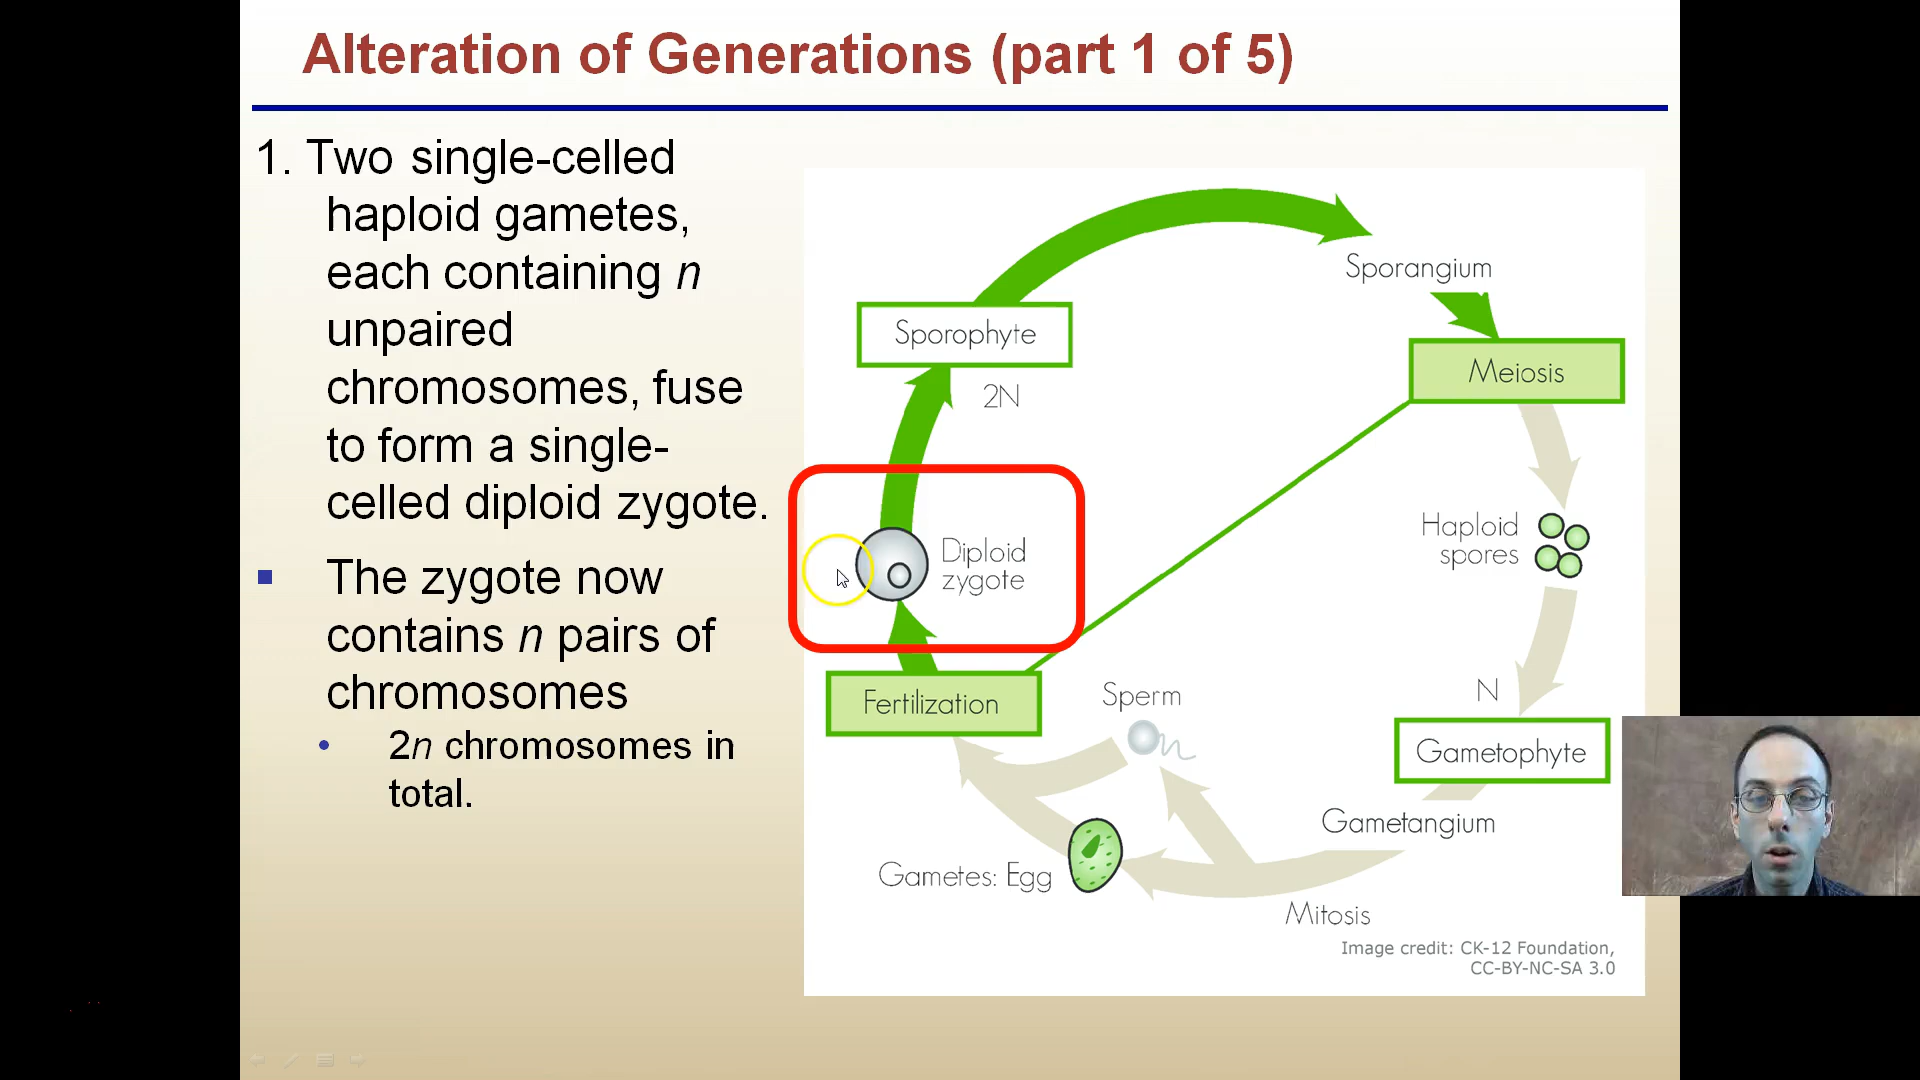 Alteration of Generations (part 1 of 5)
1. Two single-celled
haploid gametes,
each containing n
unpaired
chromosomes, fuse
to form a single-
celled diploid zygote.
The zygote now
contains n pairs of
chromosomes
2n chromosomes in
total.
Sporangium
Sporophyte
2N
Meiosis
Haploid
spores
Diploid
zygote
N
Fertilization
Sperm
Gametophyte
Gametangium
Gametes: Egg
Mitosis
Image credit: CK-12 Foundation,
CC-BY-NC-SA 3.0